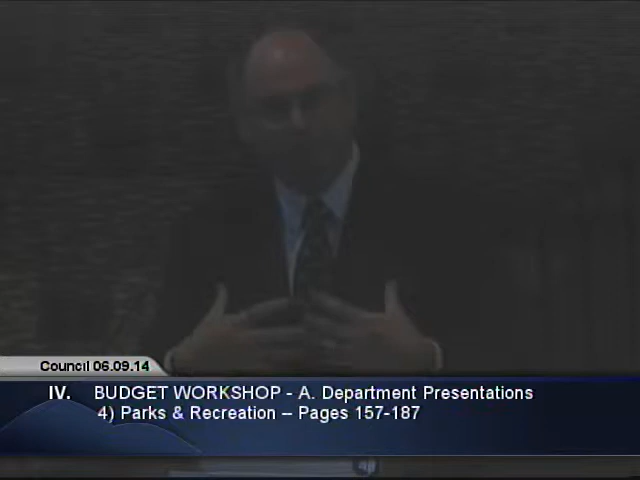 Council 06.09.14
IV. BUDGET WORKSHOP - A. Department Presentations
4) Parks & Recreation -- Pages 157-187